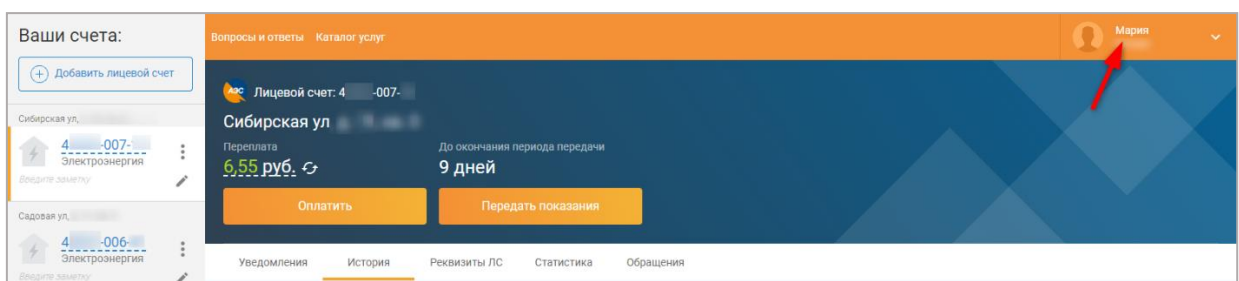 Ваши счета:
Добавить лицевой счет
Сибирская ул,
4 -007-
Электроэнергия
Введите заметку
Садовая ул,
4 -006-
Электроэнергия
Введите заметку
Вопросы и ответы Каталог услуг
Мария
АЭС Лицевой счет: 4 -007-
Сибирская ул
Переплата
6,55 руб.
До окончания периода передачи
9 дней
Оплатить
Передать показания
Уведомления История Реквизиты ЛС Статистика Обращения